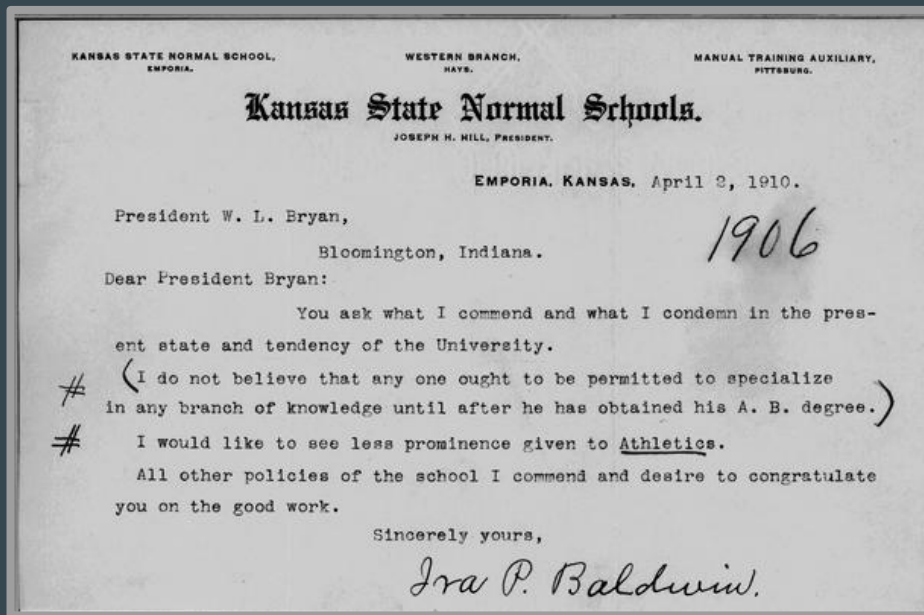 KANSAS STATE NORMAL SCHOOL, WESTERN BRANCH, MANUAL TRAINING AUXILIARY,
EMPORIA. HAYS. PITTSBURG.
Kansas State Normal Schools.
JOSEPH H. HILL, PRESIDENT.
EMPORIA, KANSAS, April 2, 1910.
President W. L. Bryan,
1906
Bloomington, Indiana.
Dear President Bryan:
You ask what I commend and what I condemn in the pres-
ent state and tendency of the University.
# (I do not believe that any one ought to be permitted to specialize
in any branch of knowledge until after he has obtained his A. B. degree.)
# I would like to see less prominence given to Athletics.
All other policies of the school I commend and desire to congratulate
you on the good work.
Sincerely yours,
Ira P. Baldwin.